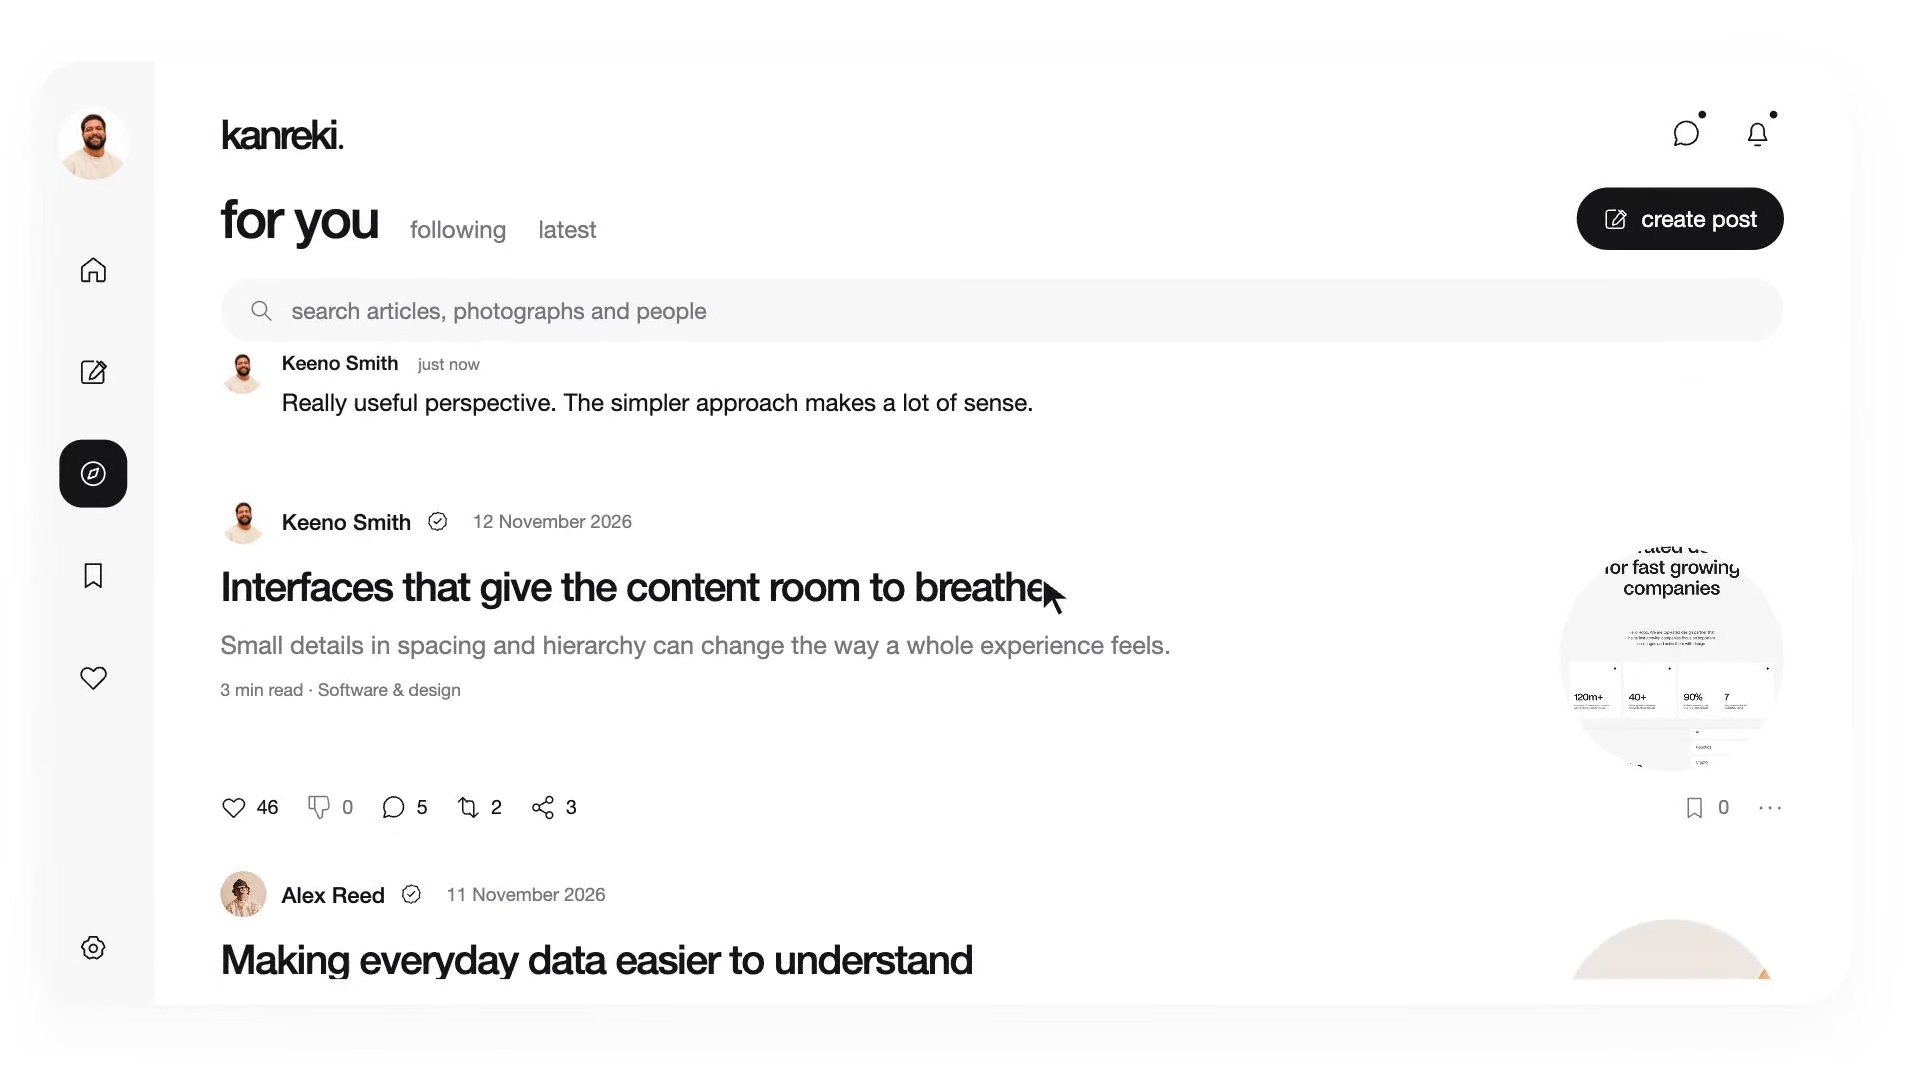 kanreki.
for you following latest
create post
search articles, photographs and people
Keeno Smith just now
Really useful perspective. The simpler approach makes a lot of sense.
Keeno Smith 12 November 2026
Interfaces that give the content room to breathe
Small details in spacing and hierarchy can change the way a whole experience feels.
3 min read · Software & design
for fast growing
companies
120m+ 40+ 90% 7
Robotics
Crypto
46 0 5 2 3 0
Alex Reed 11 November 2026
Making everyday data easier to understand